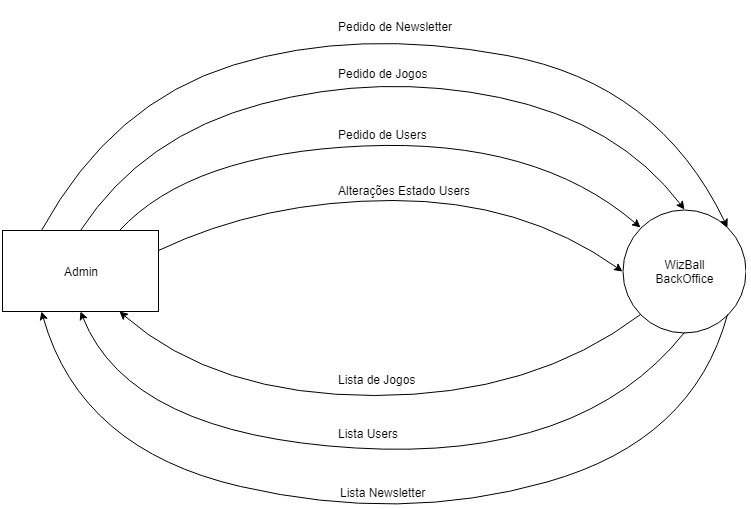 Pedido de Newsletter
Pedido de Jogos
Pedido de Users
Alterações Estado Users
Admin
WizBall
BackOffice
Lista de Jogos
Lista Users
Lista Newsletter